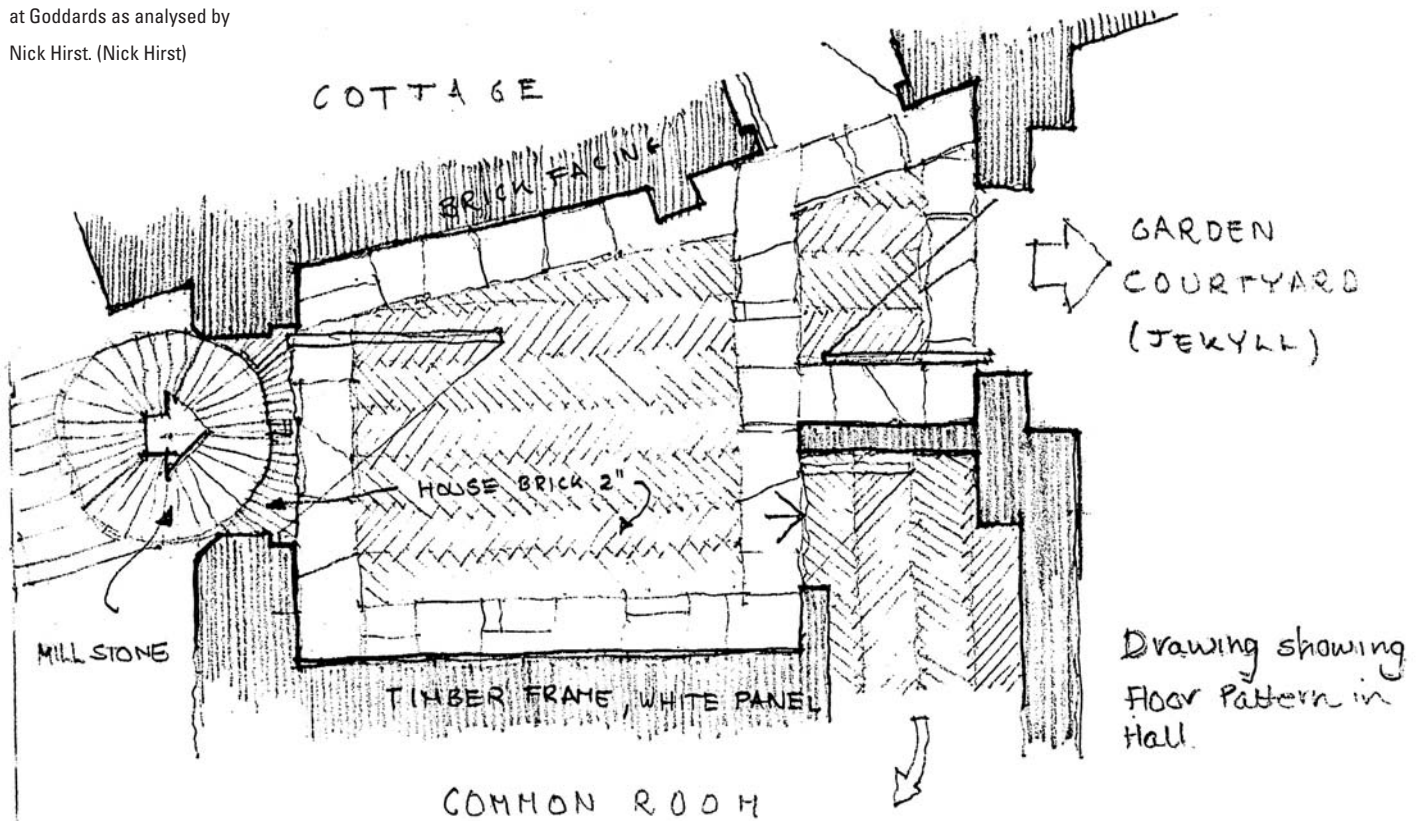 at Goddards as analysed by
Nick Hirst. (Nick Hirst)
COTTAGE
BRICK FACING
GARDEN
COURTYARD
(JEKYLL)
HOUSE BRICK 2"
MILLSTONE
TIMBER FRAME, WHITE PANEL
Drawing showing
Floor Pattern in
Hall.
COMMON ROOM